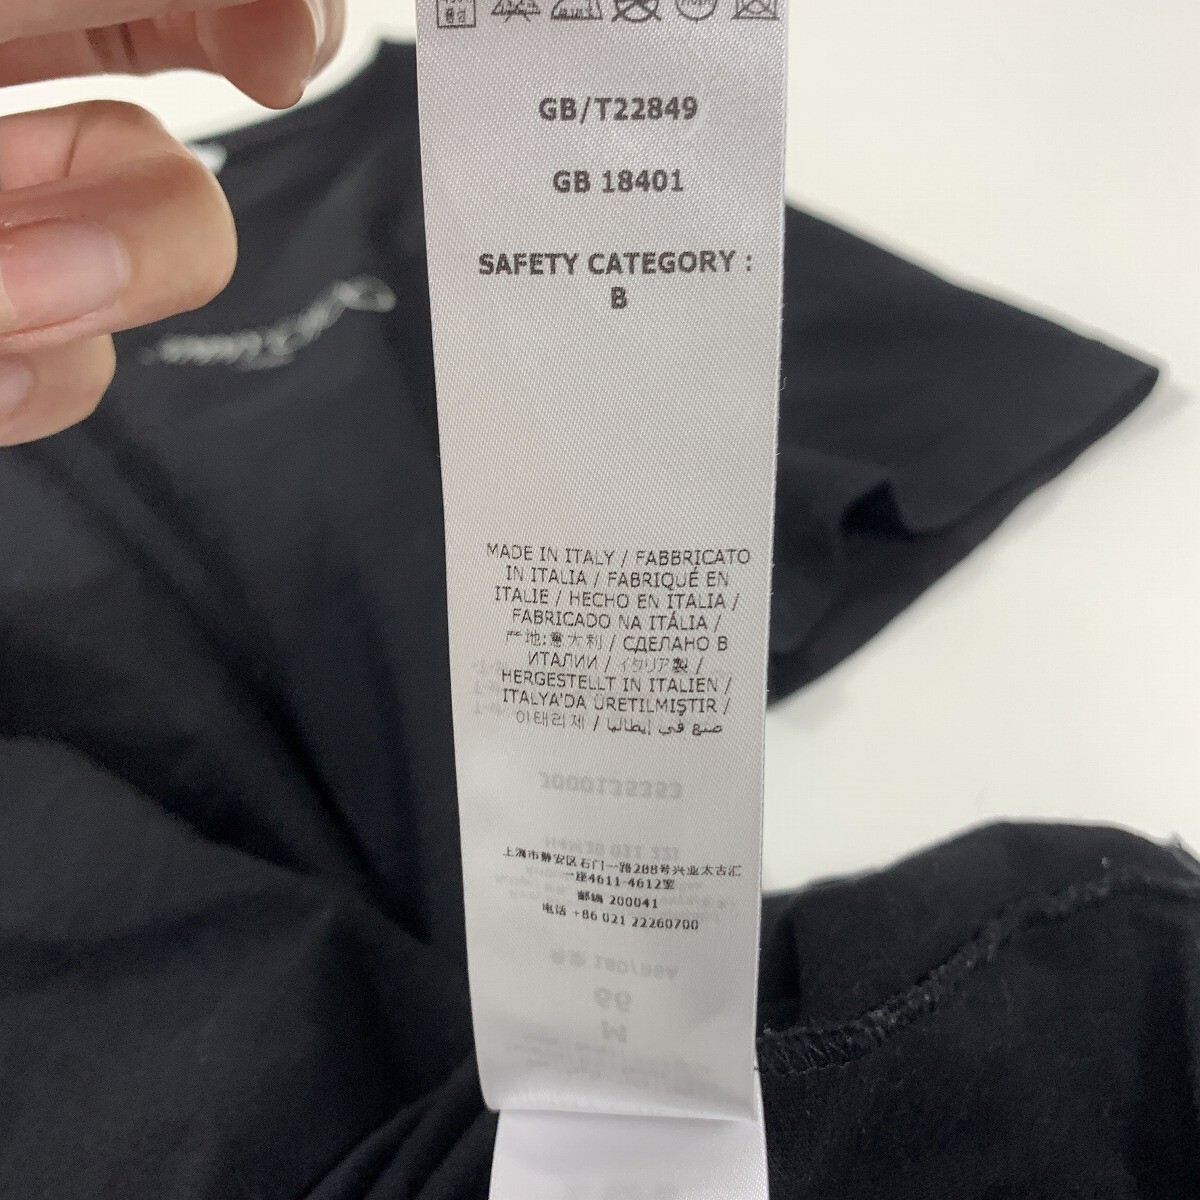 GB/T22849
GB 18401
SAFETY CATEGORY :
B
MADE IN ITALY / FABBRICATO
IN ITALIA / FABRIQUÉ EN
ITALIE / HECHO EN ITALIA /
FABRICADO NA ITÁLIA /
产地:意大利 / СДЕЛАНО В
ИТАЛИИ / イタリア製 /
HERGESTELLT IN ITALIEN /
ITALYA'DA ÜRETILMIŞTIR /
이태리제 / صنع في إيطاليا
上海市静安区石门一路288号兴业太古汇
一座4611-4612室
邮编 200041
电话 +86 021 22260700